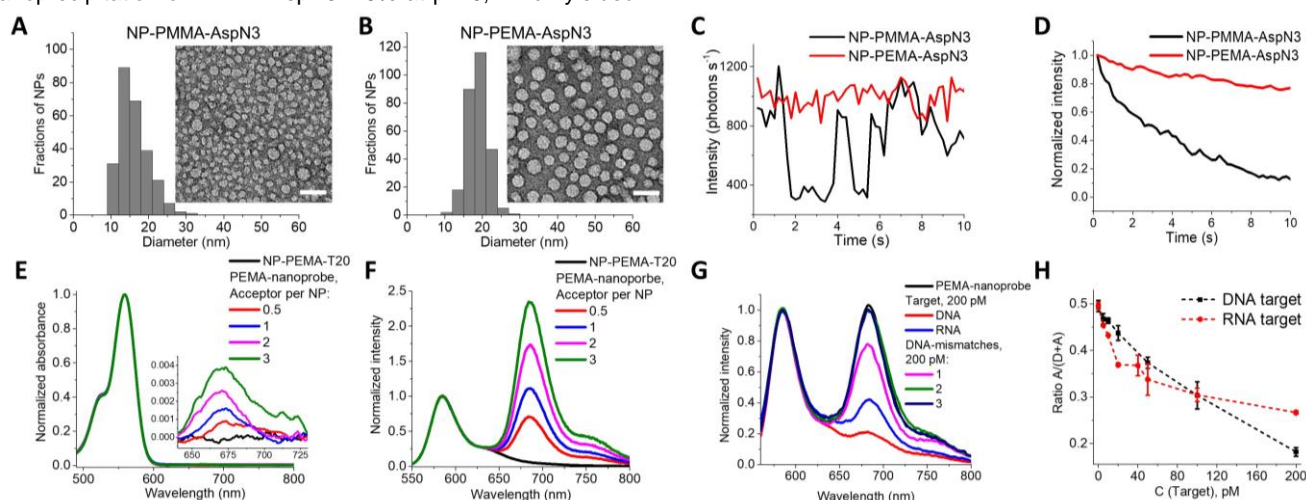 A
NP-PMMA-AspN3
Fractions of NPs
100
80
60
40
20
0
0 10 20 30 40 50 60
Diameter (nm)
B
NP-PEMA-AspN3
Fractions of NPs
120
100
80
60
40
20
0
0 10 20 30 40 50 60
Diameter (nm)
C
NP-PMMA-AspN3
NP-PEMA-AspN3
Intensity (photons s⁻¹)
1200
800
400
0 2 4 6 8 10
Time (s)
D
NP-PMMA-AspN3
NP-PEMA-AspN3
Normalized intensity
1.0
0.8
0.6
0.4
0.2
0.0
0 2 4 6 8 10
Time (s)
E
NP-PEMA-T20
PEMA-nanoprobe,
Acceptor per NP:
0.5
1
2
3
Normalized absorbance
1.0
0.8
0.6
0.4
0.2
0.0
0.004
0.003
0.002
0.001
0.000
650 675 700 725
500 600 700 800
Wavelength (nm)
F
NP-PEMA-T20
PEMA-nanoporbe,
Acceptor per NP
0.5
1
2
3
Normalized intensity
2.5
2.0
1.5
1.0
0.5
0.0
550 600 650 700 750 800
Wavelength (nm)
G
PEMA-nanoprobe
Target, 200 pM
DNA
RNA
DNA-mismatches,
200 pM:
1
2
3
Normalized intensity
1.4
1.2
1.0
0.8
0.6
0.4
0.2
0.0
600 650 700 750 800
Wavelength (nm)
H
DNA target
RNA target
Ratio A/(D+A)
0.5
0.4
0.3
0.2
0 40 80 120 160 200
C (Target), pM